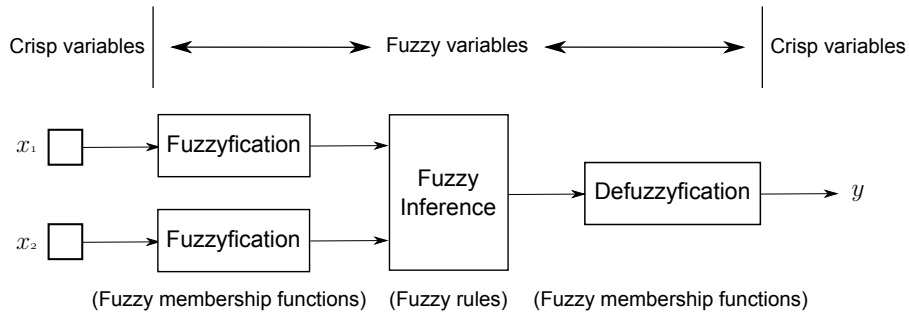 Crisp variables
Fuzzy variables
Crisp variables
x₁
Fuzzyfication
Fuzzy
Inference
Defuzzyfication
y
x₂
Fuzzyfication
(Fuzzy membership functions)
(Fuzzy rules)
(Fuzzy membership functions)